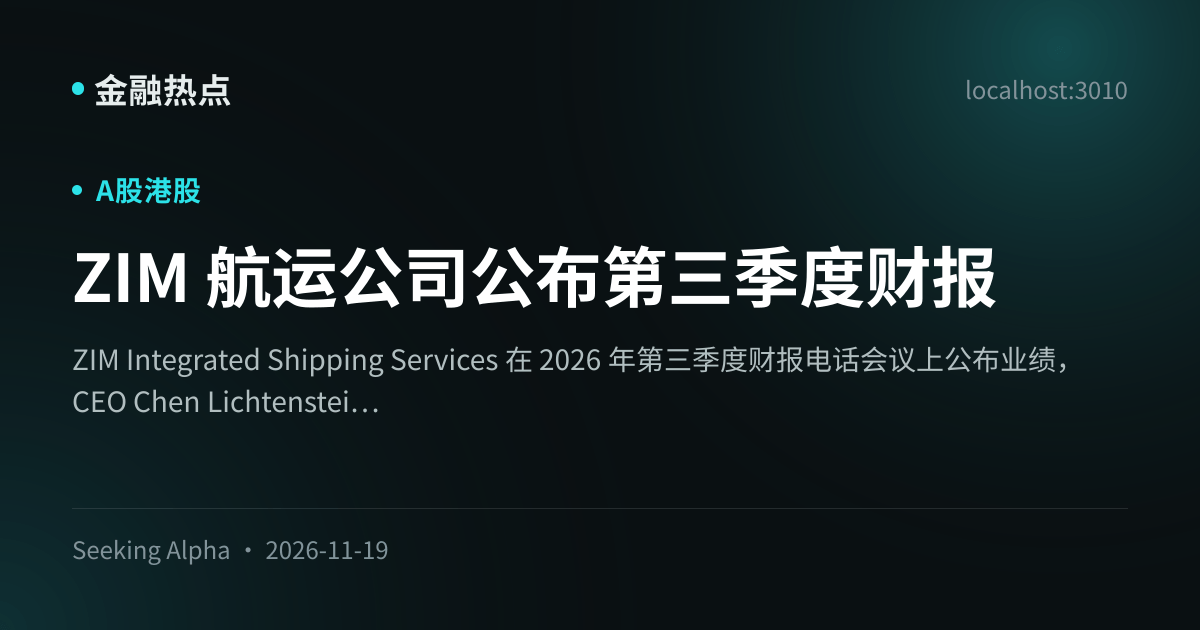 金融热点
localhost:3010
A股港股
ZIM 航运公司公布第三季度财报
ZIM Integrated Shipping Services 在 2026 年第三季度财报电话会议上公布业绩，
CEO Chen Lichtenstei…
Seeking Alpha · 2026-11-19